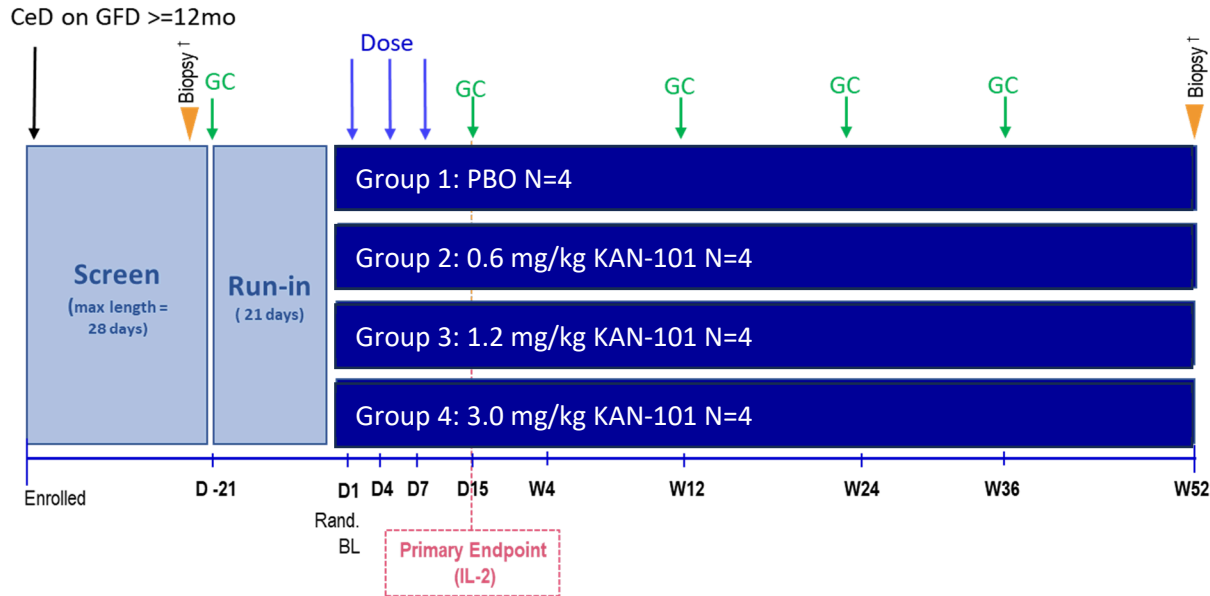 CeD on GFD >=12mo
Biopsy †
GC
Dose
GC
GC
GC
GC
Biopsy †
Screen
(max length =
28 days)
Run-in
( 21 days)
Group 1: PBO N=4
Group 2: 0.6 mg/kg KAN-101 N=4
Group 3: 1.2 mg/kg KAN-101 N=4
Group 4: 3.0 mg/kg KAN-101 N=4
Enrolled
D -21
D1
D4
D7
D15
W4
W12
W24
W36
W52
Rand.
BL
Primary Endpoint
(IL-2)